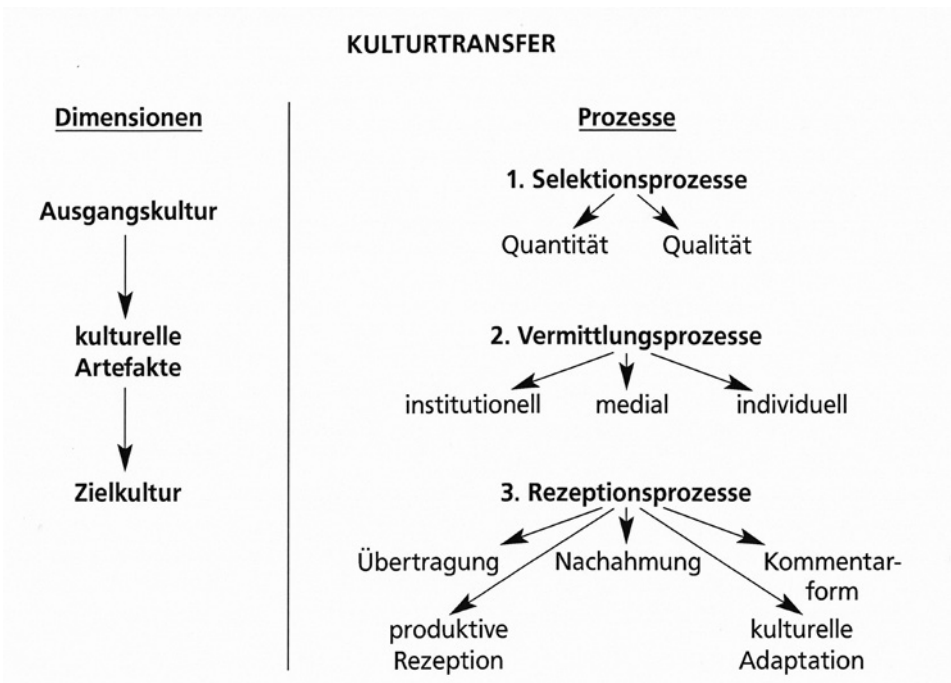 KULTURTRANSFER
Dimensionen
Ausgangskultur
kulturelle
Artefakte
Zielkultur
Prozesse
1. Selektionsprozesse
Quantität Qualität
2. Vermittlungsprozesse
institutionell medial individuell
3. Rezeptionsprozesse
Übertragung Nachahmung Kommentar-
form
produktive kulturelle
Rezeption Adaptation